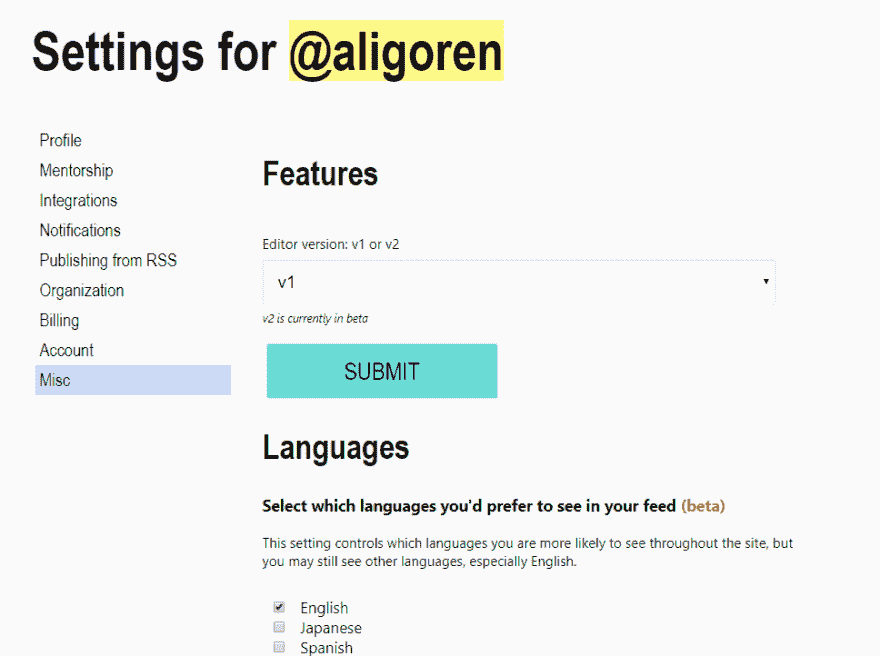 Settings for @aligoren
Profile
Mentorship
Integrations
Notifications
Publishing from RSS
Organization
Billing
Account
Misc
Features
Editor version: v1 or v2
v1
v2 is currently in beta
SUBMIT
Languages
Select which languages you'd prefer to see in your feed (beta)
This setting controls which languages you are more likely to see throughout the site, but
you may still see other languages, especially English.
English
Japanese
Spanish